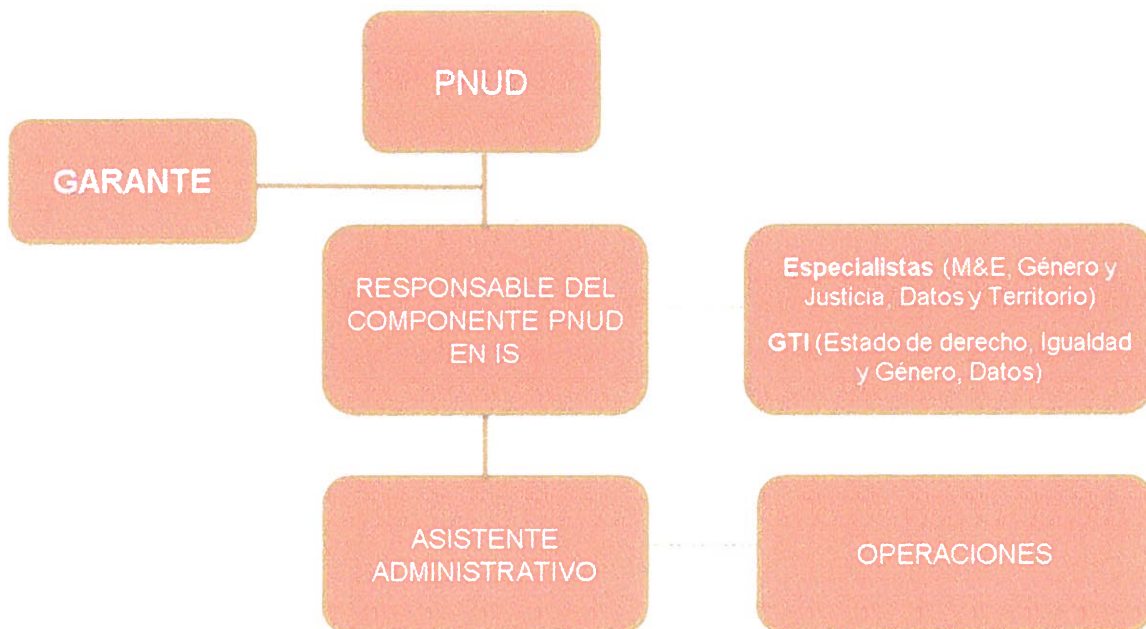 PNUD
GARANTE
RESPONSABLE DEL
COMPONENTE PNUD
EN IS
Especialistas (M&E, Género y
Justicia, Datos y Territorio)
GTI (Estado de derecho, Igualdad
y Género, Datos)
ASISTENTE
ADMINISTRATIVO
OPERACIONES